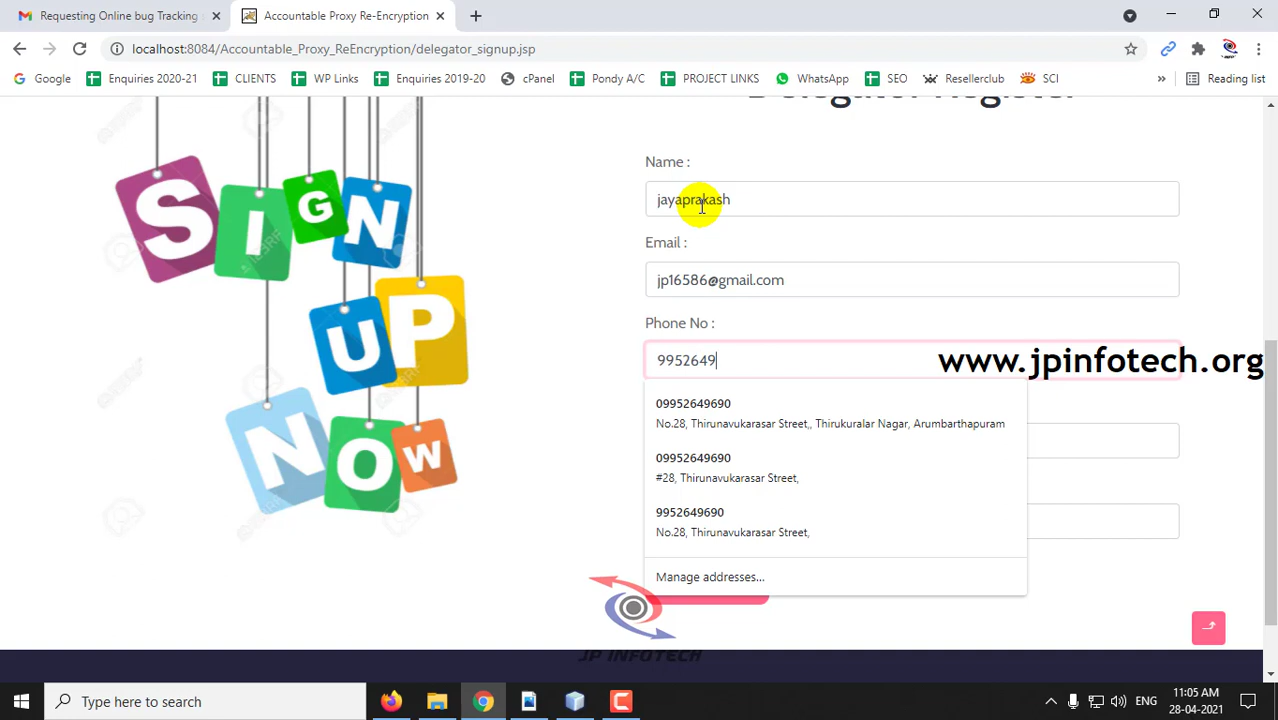 Requesting Online bug Tracking
Accountable Proxy Re-Encryption
localhost:8084/Accountable_Proxy_ReEncryption/delegator_signup.jsp
Google
Enquiries 2020-21
CLIENTS
WP Links
Enquiries 2019-20
cPanel
Pondy A/C
PROJECT LINKS
WhatsApp
SEO
Resellerclub
SCI
»
Reading list
Delegator Register
SIGN
UP
NOW
Name :
jayaprakash
Email :
jp16586@gmail.com
Phone No :
9952649
www.jpinfotech.org
09952649690
No.28, Thirunavukarasar Street,, Thirukuralar Nagar, Arumbarthapuram
09952649690
#28, Thirunavukarasar Street,
9952649690
No.28, Thirunavukarasar Street,
Manage addresses...
JP INFOTECH
Type here to search
ENG
11:05 AM
28-04-2021